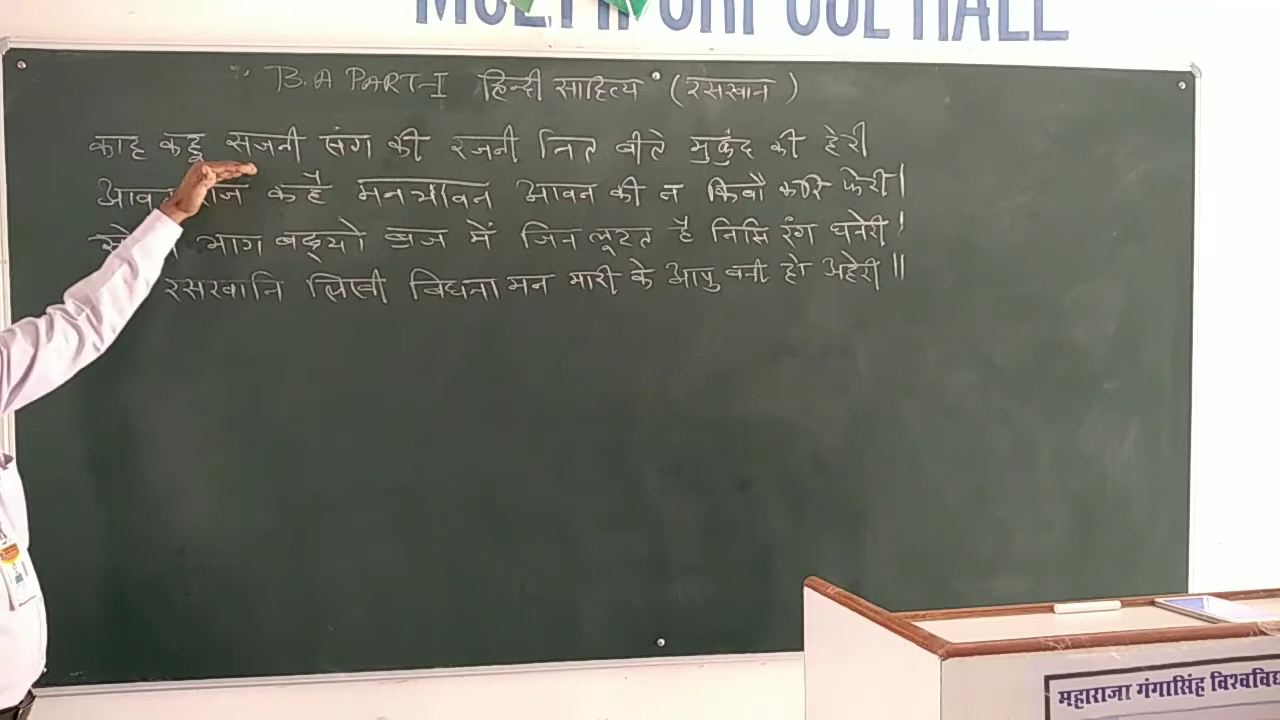 MULTIPURPOSE HALL
B.A PART-I हिन्दी साहित्य (रसखान)
काह कहू सजनी संग की रजनी नित बीते मुकुंद की हेरी
कहै मनभावन आवन की न किबौ करि फेरी।
भाग बढ्यो ब्रज में जिन लूटत है निसि रंग घनेरी।
रसखानि लिखी बिधना मन मारी के आपु बनी हो अहेरी॥
महाराजा गंगासिंह